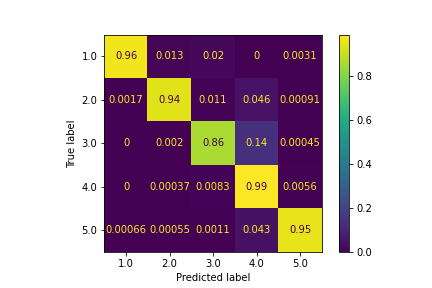 1.0 0.96 0.013 0.02 0 0.0031
2.0 0.0017 0.94 0.011 0.046 0.00091
3.0 0 0.002 0.86 0.14 0.00045
4.0 0 0.00037 0.0083 0.99 0.0056
5.0 0.00066 0.00055 0.0011 0.043 0.95
1.0 2.0 3.0 4.0 5.0
Predicted label
True label
0.8
0.6
0.4
0.2
0.0